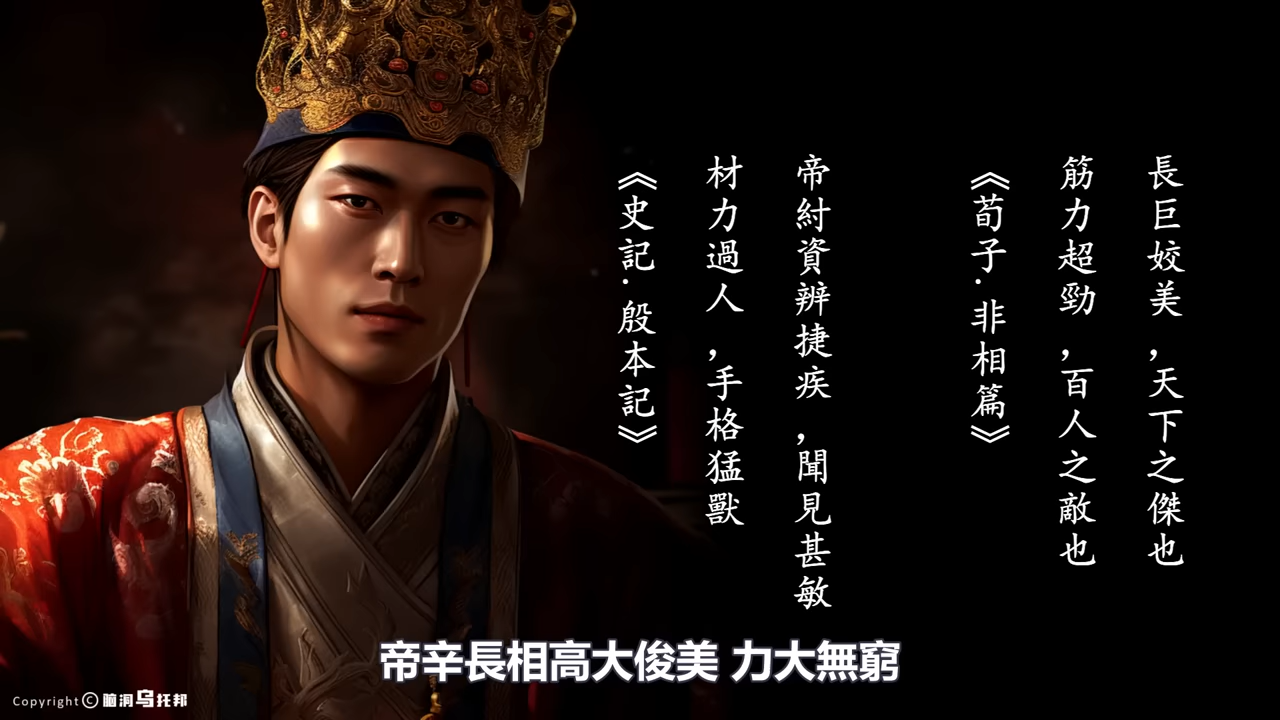 長巨姣美，天下之傑也
筋力超勁，百人之敵也
《荀子·非相篇》
帝紂資辨捷疾，聞見甚敏
材力過人，手格猛獸
《史記·殷本記》
帝辛長相高大俊美 力大無窮
Copyright©脑洞乌托邦